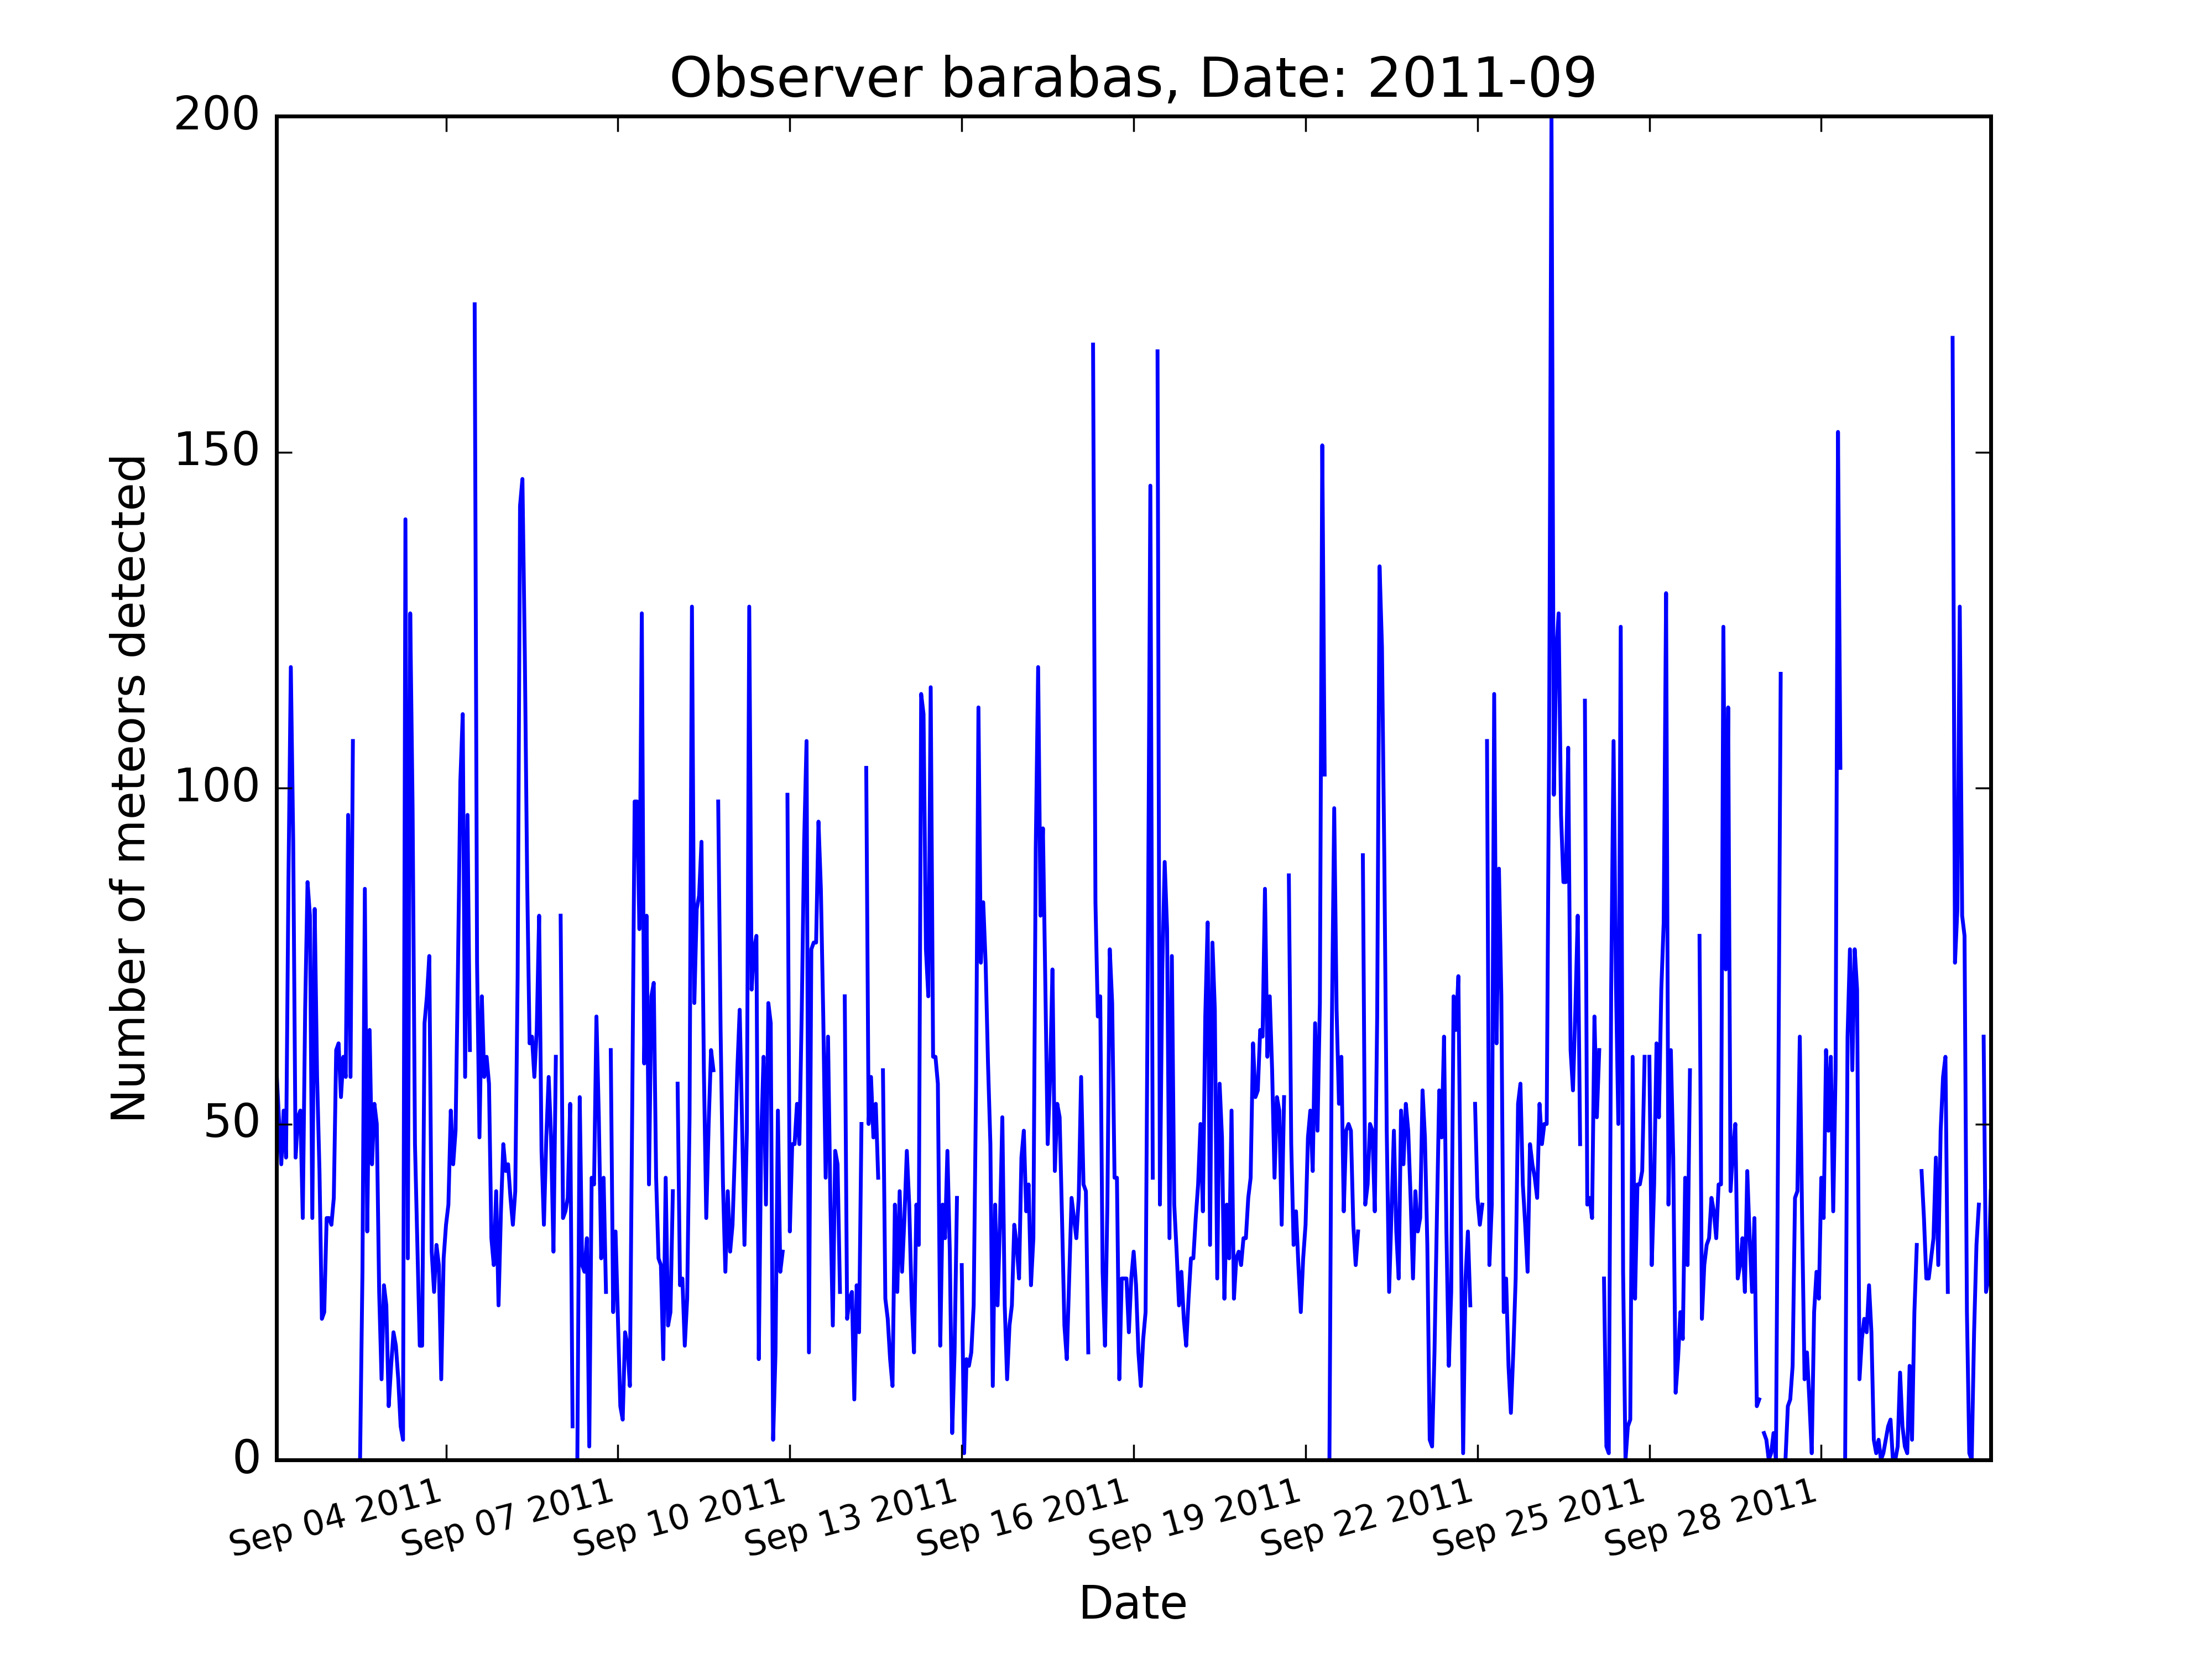 Observer barabas, Date: 2011-09
200
150
100
50
0
Number of meteors detected
Sep 04 2011
Sep 07 2011
Sep 10 2011
Sep 13 2011
Sep 16 2011
Sep 19 2011
Sep 22 2011
Sep 25 2011
Sep 28 2011
Date